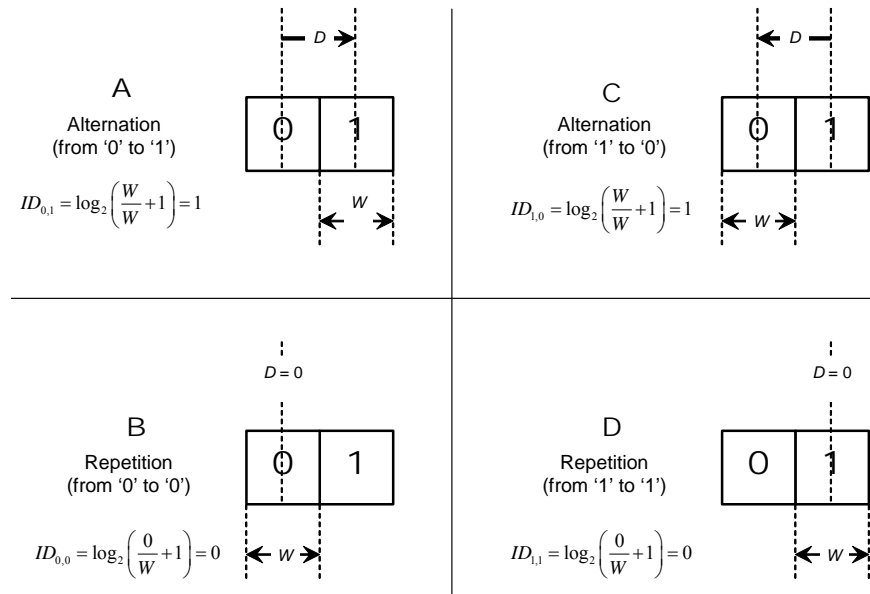 D
A
Alternation
(from ‘0’ to ‘1’)
0 1
ID0,1 = log2(W/W + 1) = 1
W
D
C
Alternation
(from ‘1’ to ‘0’)
0 1
ID1,0 = log2(W/W + 1) = 1
W
D = 0
B
Repetition
(from ‘0’ to ‘0’)
0 1
ID0,0 = log2(0/W + 1) = 0
W
D = 0
D
Repetition
(from ‘1’ to ‘1’)
0 1
ID1,1 = log2(0/W + 1) = 0
W